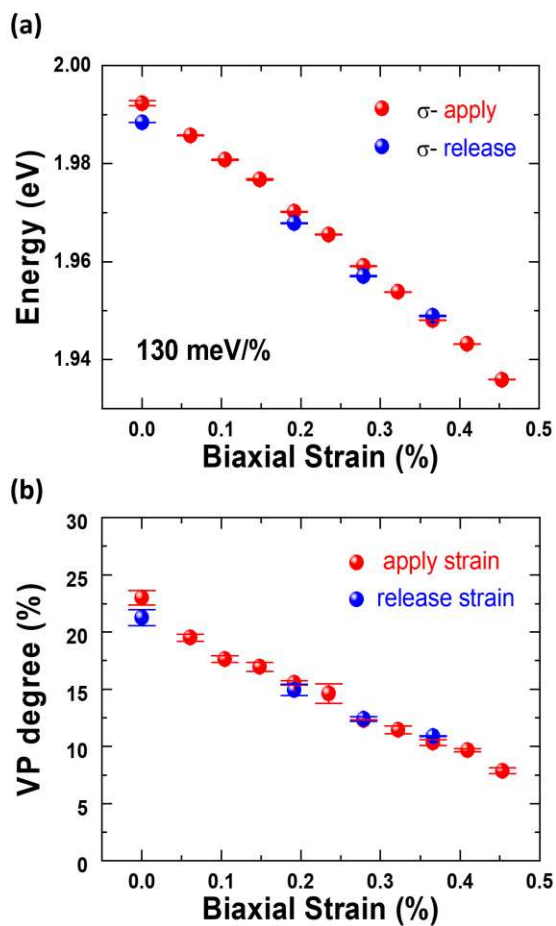 (a)
2.00
1.98
1.96
1.94
Energy (eV)
σ- apply
σ- release
130 meV/%
0.0 0.1 0.2 0.3 0.4 0.5
Biaxial Strain (%)
(b)
30
25
20
15
10
5
0
VP degree (%)
apply strain
release strain
0.0 0.1 0.2 0.3 0.4 0.5
Biaxial Strain (%)